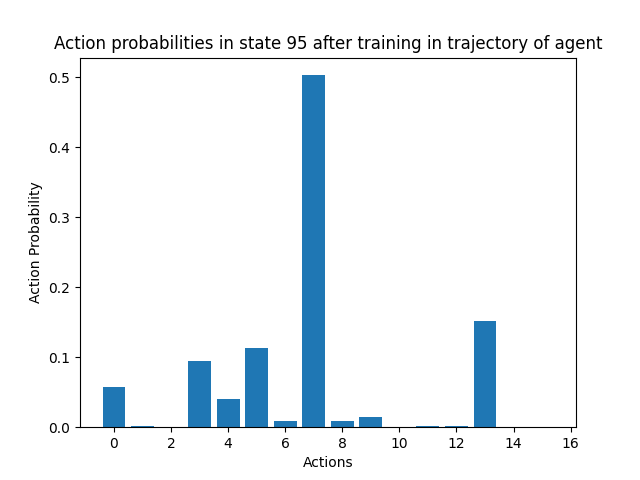 Action probabilities in state 95 after training in trajectory of agent
0.5
0.4
0.3
0.2
0.1
0.0
Action Probability
0 2 4 6 8 10 12 14 16
Actions